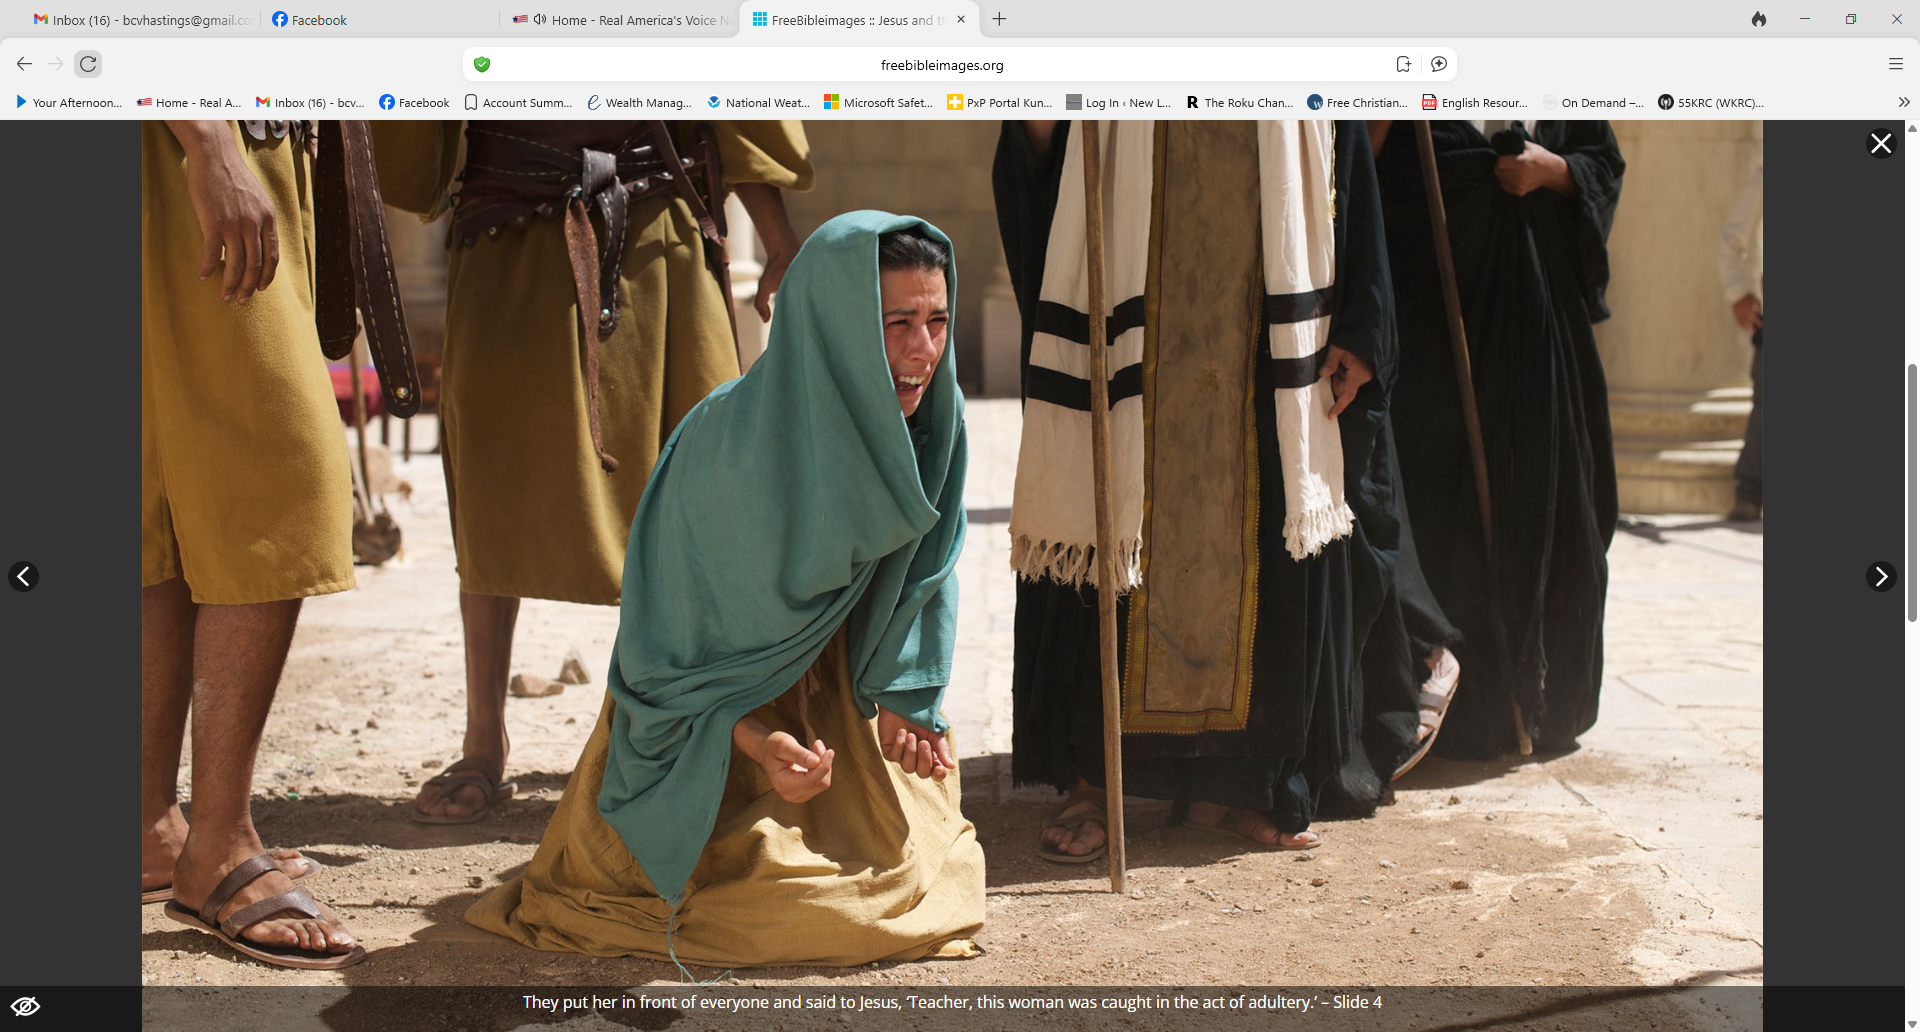 Inbox (16) - bcvhastings@gmail.co
Facebook
Home - Real America's Voice N
FreeBibleimages :: Jesus and th
freebibleimages.org
Your Afternoon...
Home - Real A...
Inbox (16) - bcv...
Facebook
Account Summ...
Wealth Manag...
National Weat...
Microsoft Safet...
PxP Portal Kun...
Log In ‹ New L...
The Roku Chan...
Free Christian...
English Resour...
On Demand –...
55KRC (WKRC)...
They put her in front of everyone and said to Jesus, ‘Teacher, this woman was caught in the act of adultery.’ – Slide 4